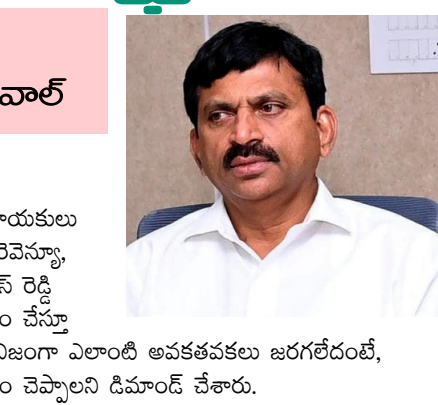 వాల్
నాయకులు
రెవెన్యూ,
స్ రెడ్డి
ం చేస్తూ
నిజంగా ఎలాంటి అవకతవకలు జరగలేదంటే,
ం చెప్పాలని డిమాండ్ చేశారు.